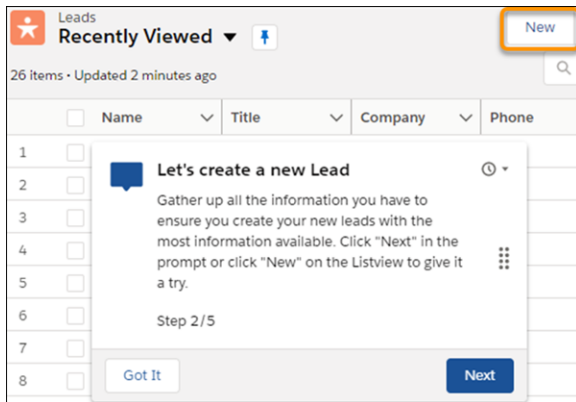 Leads
Recently Viewed
New
26 items • Updated 2 minutes ago
Name Title Company Phone
1
2
3
4
5
6
7
8
Let's create a new Lead
Gather up all the information you have to
ensure you create your new leads with the
most information available. Click "Next" in the
prompt or click "New" on the Listview to give it
a try.
Step 2/5
Got It
Next